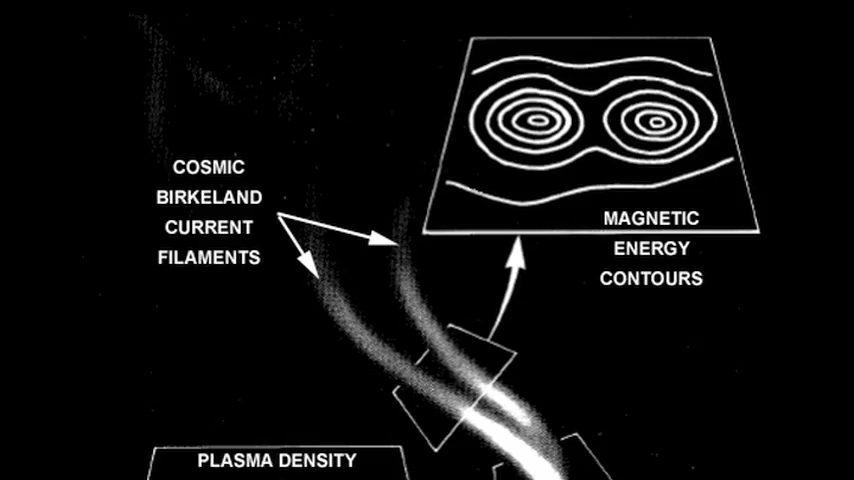 COSMIC
BIRKELAND
CURRENT
FILAMENTS
MAGNETIC
ENERGY
CONTOURS
PLASMA DENSITY